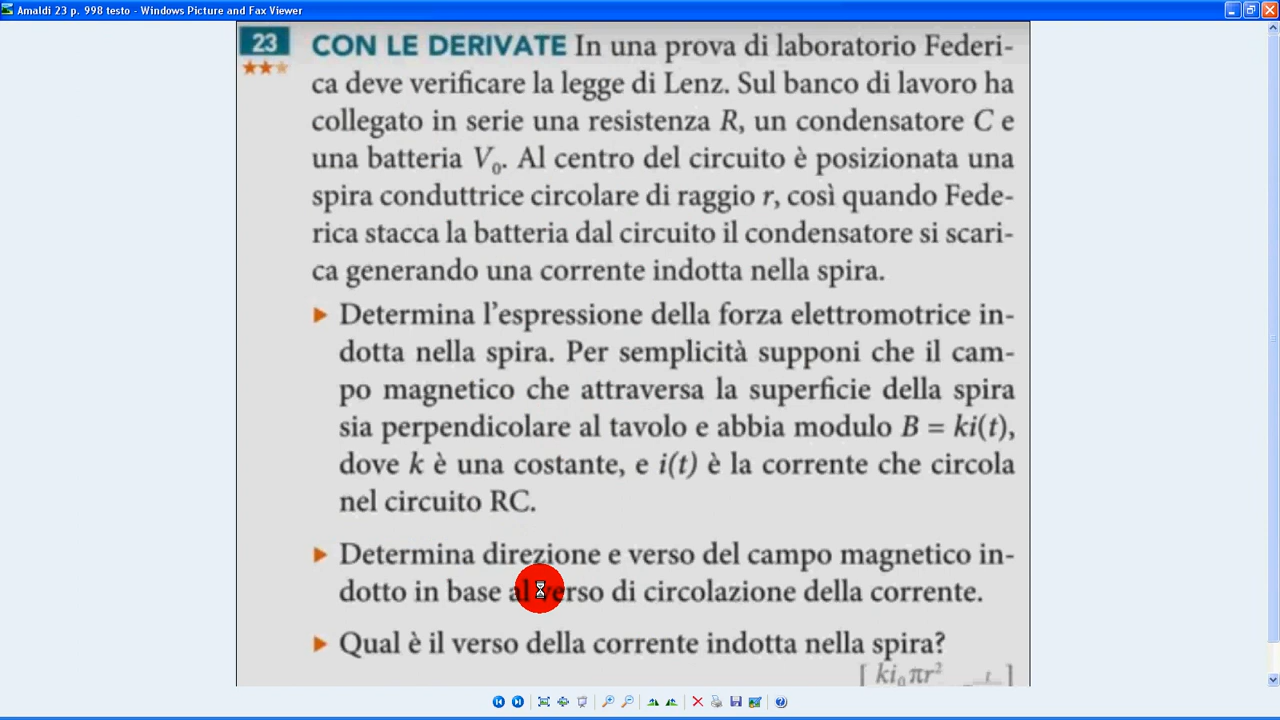 Amaldi 23 p. 998 testo - Windows Picture and Fax Viewer
23 CON LE DERIVATE In una prova di laboratorio Federi-
ca deve verificare la legge di Lenz. Sul banco di lavoro ha
collegato in serie una resistenza R, un condensatore C e
una batteria V₀. Al centro del circuito è posizionata una
spira conduttrice circolare di raggio r, così quando Fede-
rica stacca la batteria dal circuito il condensatore si scari-
ca generando una corrente indotta nella spira.
Determina l'espressione della forza elettromotrice in-
dotta nella spira. Per semplicità supponi che il cam-
po magnetico che attraversa la superficie della spira
sia perpendicolare al tavolo e abbia modulo B = ki(t),
dove k è una costante, e i(t) è la corrente che circola
nel circuito RC.
Determina direzione e verso del campo magnetico in-
dotto in base al verso di circolazione della corrente.
Qual è il verso della corrente indotta nella spira?
[ ki₀πr²